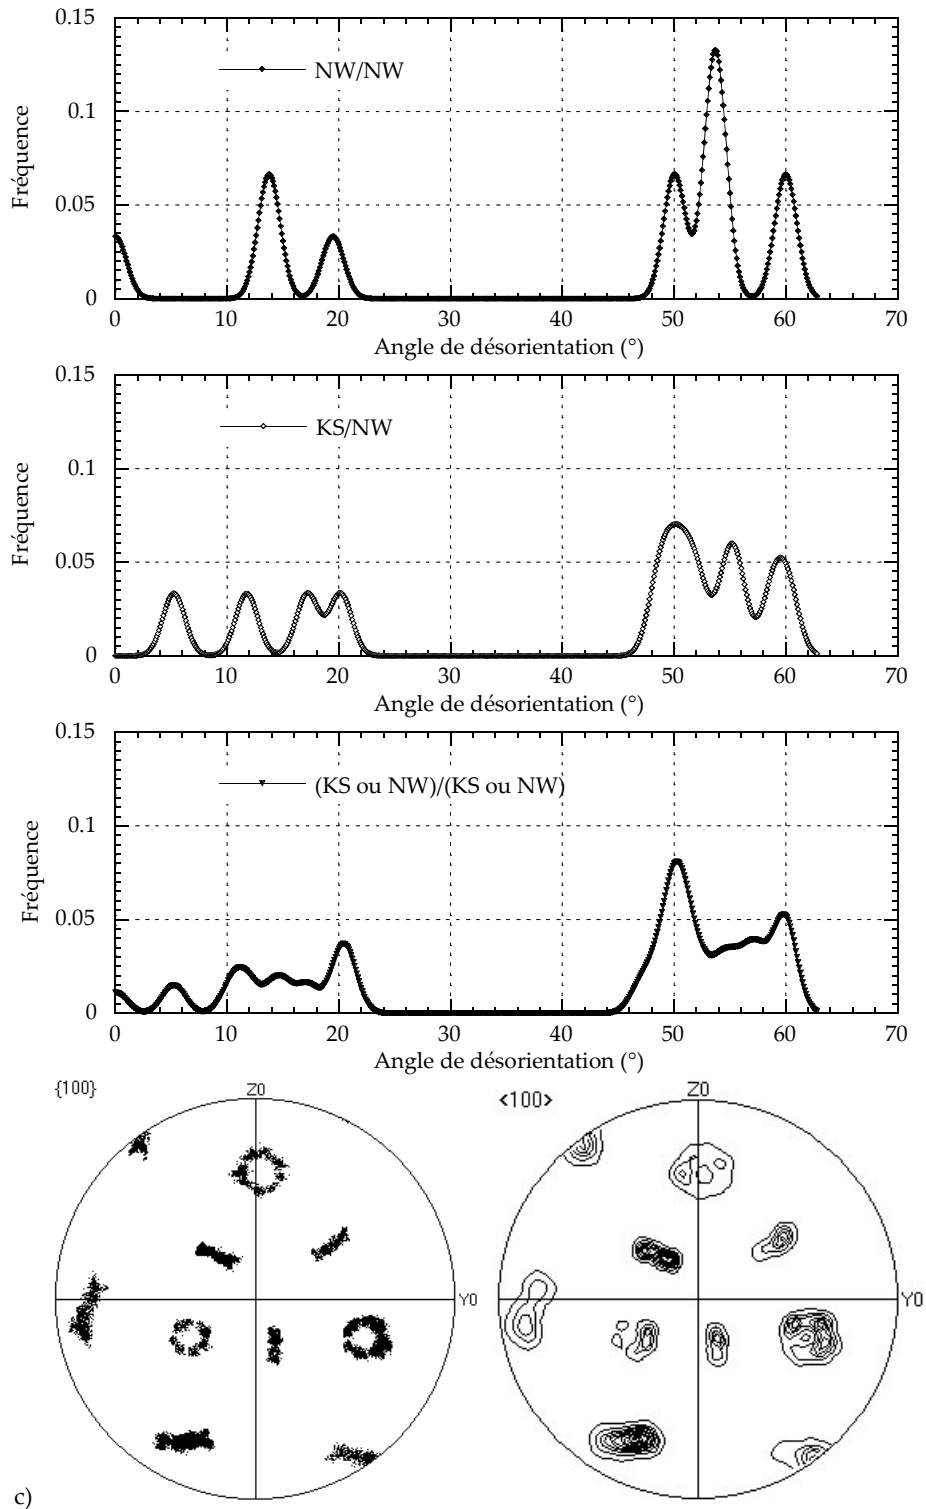 0.15
NW/NW
0.1
Fréquence
0.05
0
0 10 20 30 40 50 60 70
Angle de désorientation (°)
0.15
KS/NW
0.1
Fréquence
0.05
0
0 10 20 30 40 50 60 70
Angle de désorientation (°)
0.15
(KS ou NW)/(KS ou NW)
0.1
Fréquence
0.05
0
0 10 20 30 40 50 60 70
Angle de désorientation (°)
{100} Z0
Y0
<100> Z0
Y0
c)